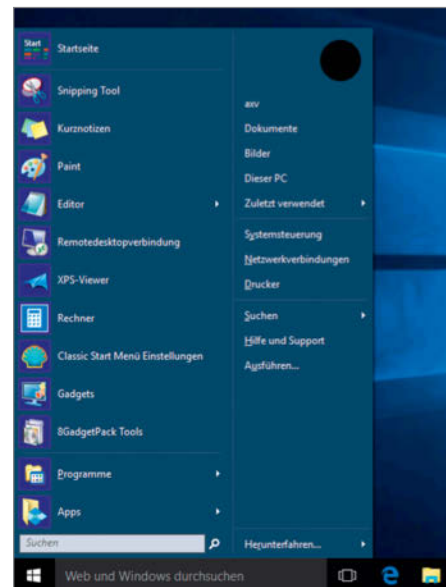 Start
Startseite
Snipping Tool
Kurznotizen
Paint
Editor
Remotedesktopverbindung
XPS-Viewer
Rechner
Classic Start Menü Einstellungen
Gadgets
8GadgetPack Tools
Programme
Apps
Suchen
axv
Dokumente
Bilder
Dieser PC
Zuletzt verwendet
Systemsteuerung
Netzwerkverbindungen
Drucker
Suchen
Hilfe und Support
Ausführen...
Herunterfahren...
Web und Windows durchsuchen